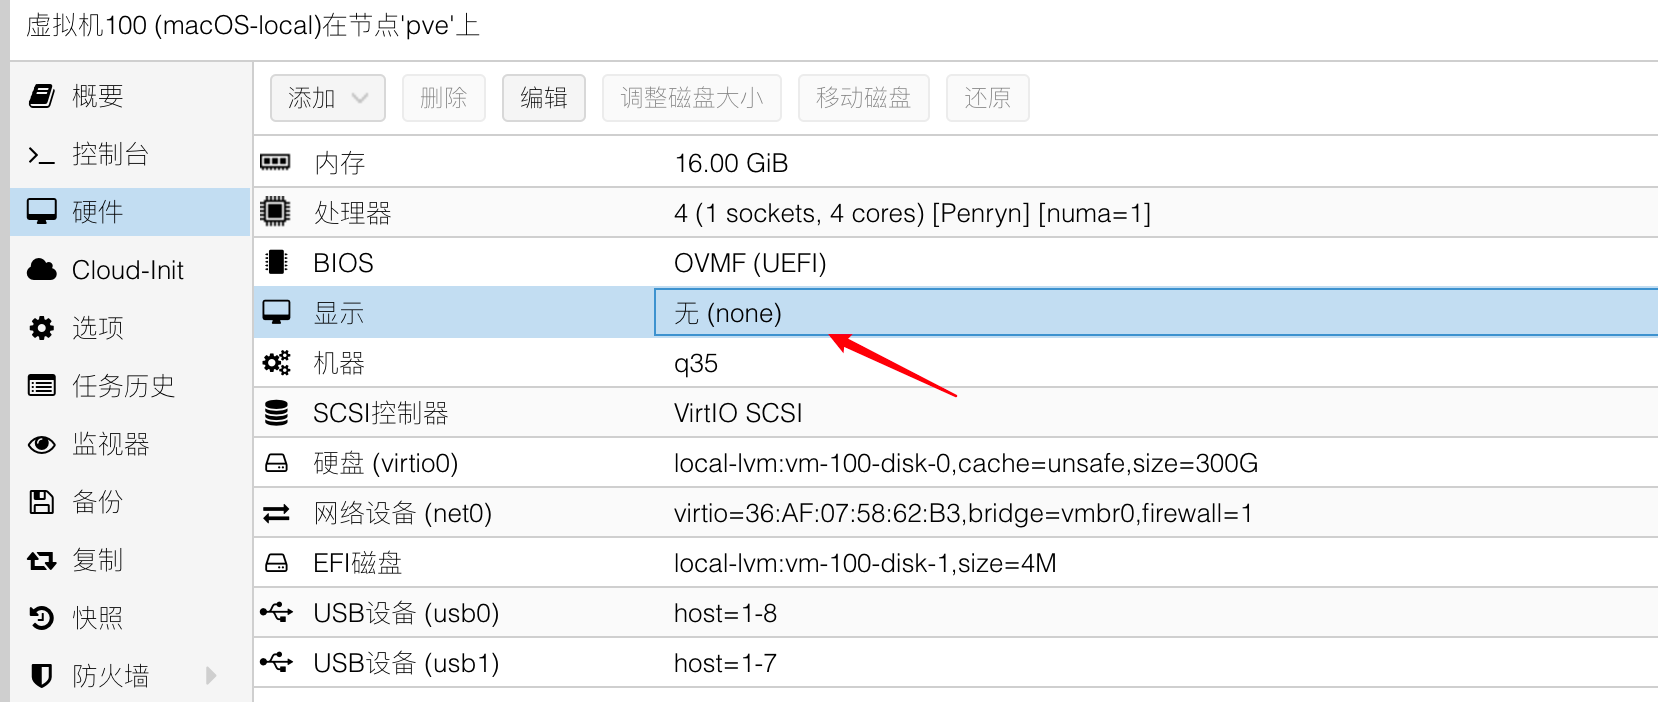 虚拟机100 (macOS-local)在节点'pve'上
概要
控制台
硬件
Cloud-Init
选项
任务历史
监视器
备份
复制
快照
防火墙
添加 删除 编辑 调整磁盘大小 移动磁盘 还原
内存 16.00 GiB
处理器 4 (1 sockets, 4 cores) [Penryn] [numa=1]
BIOS OVMF (UEFI)
显示 无 (none)
机器 q35
SCSI控制器 VirtIO SCSI
硬盘 (virtio0) local-lvm:vm-100-disk-0,cache=unsafe,size=300G
网络设备 (net0) virtio=36:AF:07:58:62:B3,bridge=vmbr0,firewall=1
EFI磁盘 local-lvm:vm-100-disk-1,size=4M
USB设备 (usb0) host=1-8
USB设备 (usb1) host=1-7